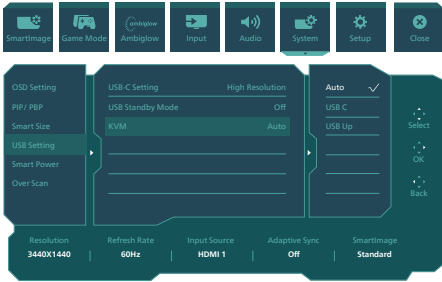 ambiglow
SmartImage Game Mode Ambiglow Input Audio System Setup Close
OSD Setting
PIP/ PBP
Smart Size
USB Setting
Smart Power
Over Scan
USB-C Setting High Resolution
USB Standby Mode Off
KVM Auto
Auto
USB C
USB Up
Select
OK
Back
Resolution Refresh Rate Input Source Adaptive Sync SmartImage
3440X1440 | 60Hz | HDMI 1 | Off | Standard